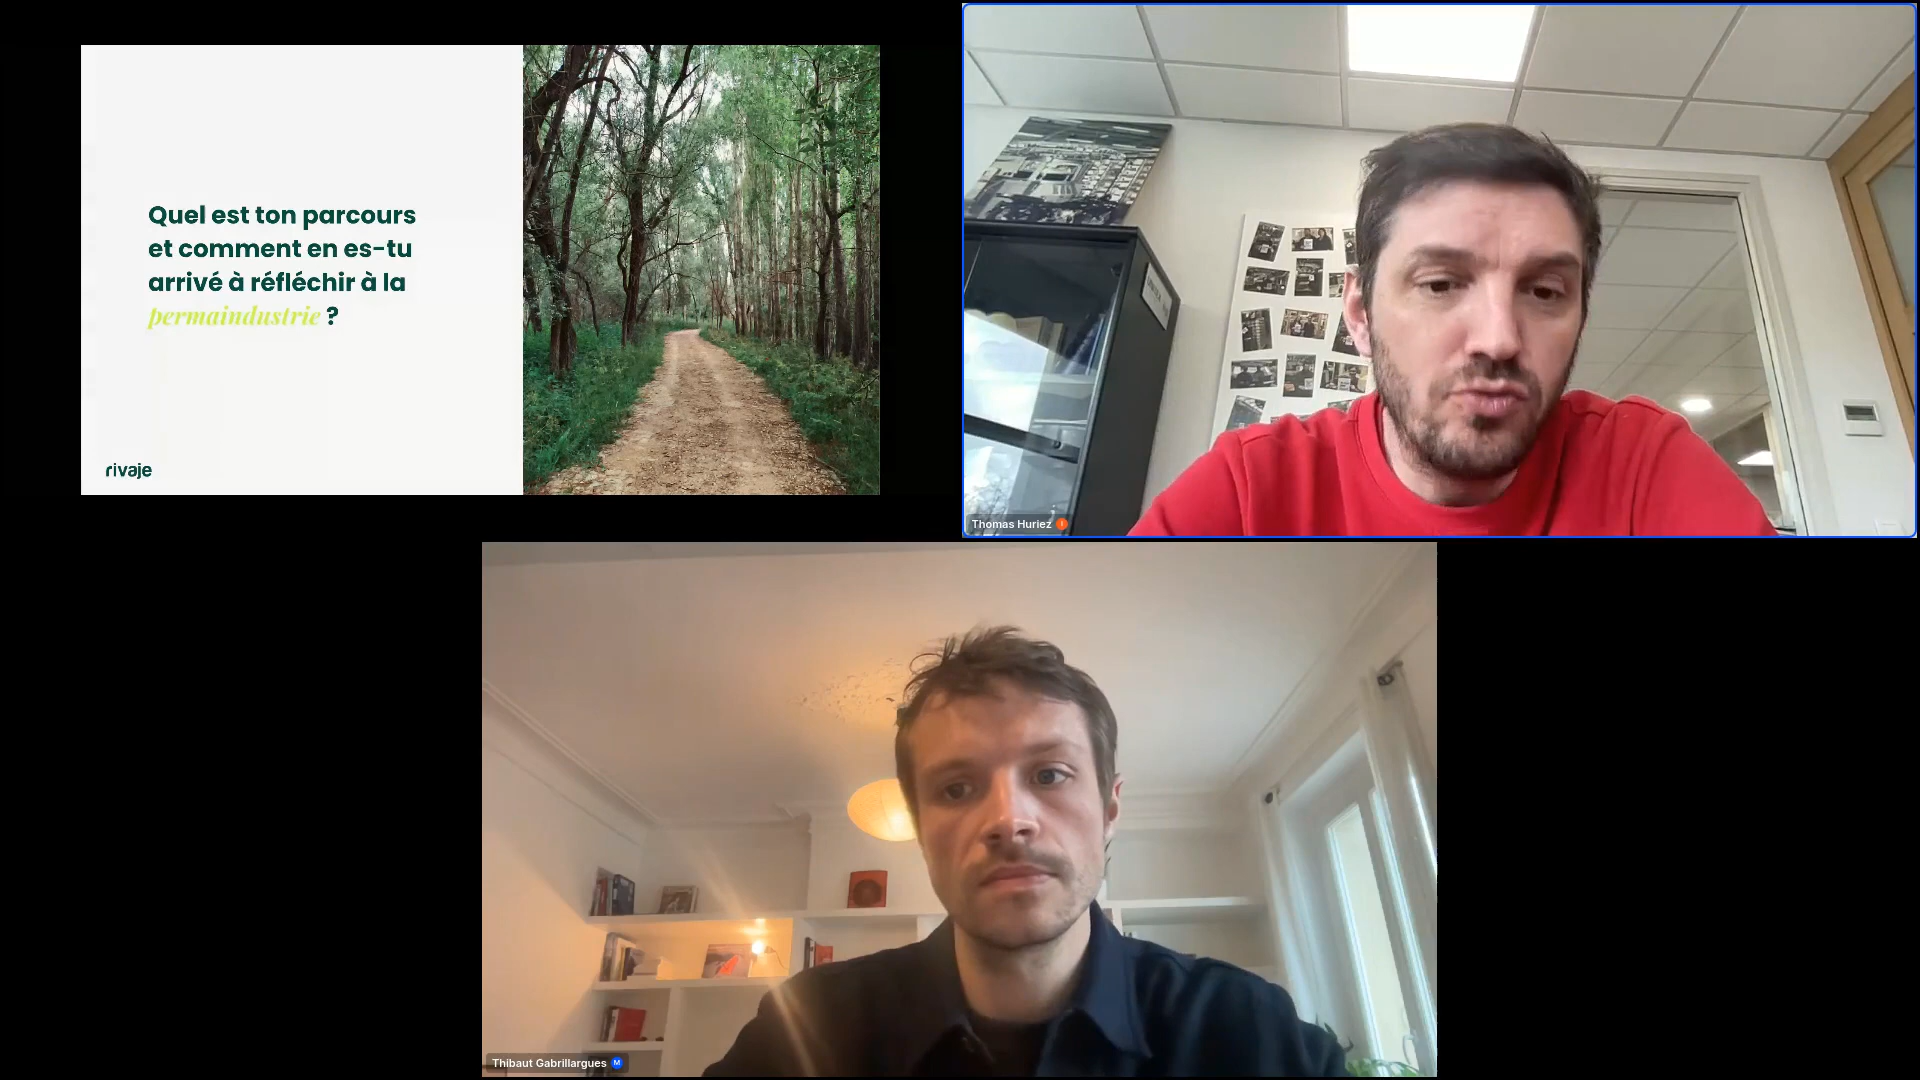 Quel est ton parcours
et comment en es-tu
arrivé à réfléchir à la
permaindustrie ?
rivaje
Thomas Huriez
Thibaut Gabrillargues M